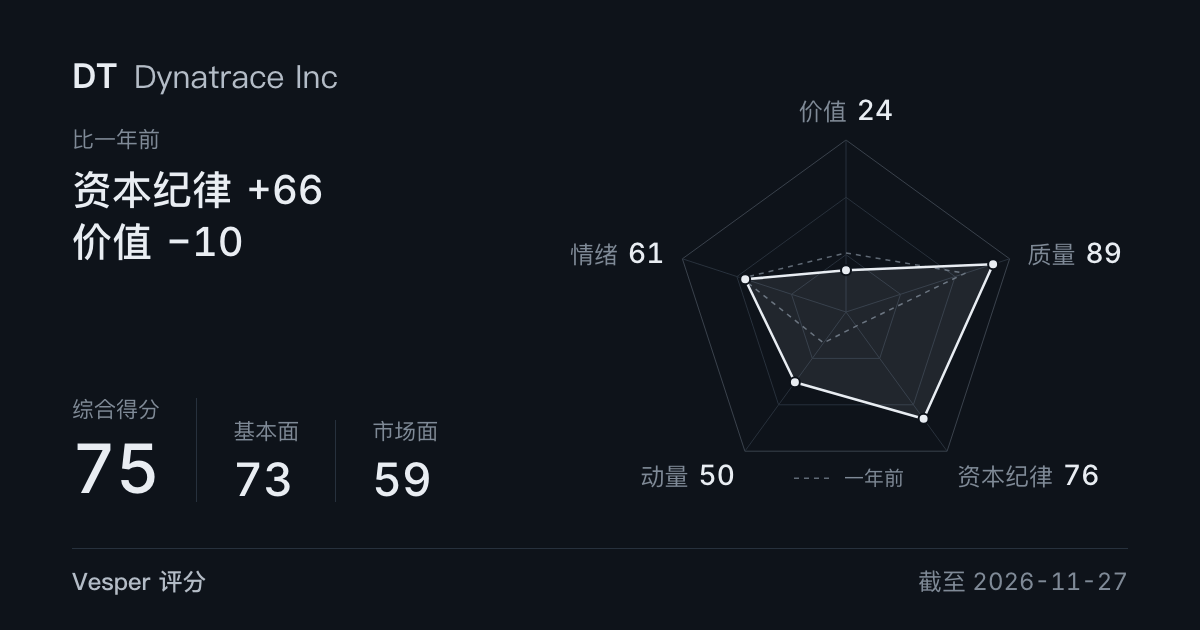 DT Dynatrace Inc
比一年前
资本纪律 +66
价值 −10
综合得分
75
基本面
73
市场面
59
价值 24
质量 89
情绪 61
动量 50
一年前
资本纪律 76
Vesper 评分
截至 2026-11-27